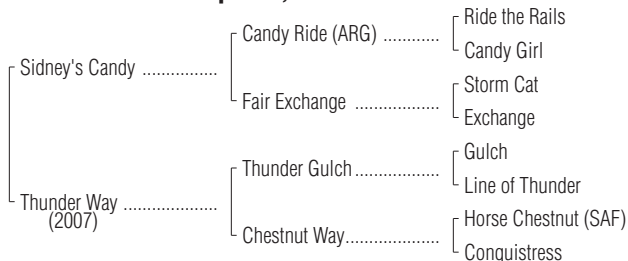 Ride the Rails
Candy Ride (ARG) ............
Candy Girl
Sidney's Candy ................
Storm Cat
Fair Exchange ..................
Exchange
Gulch
Thunder Gulch..................
Line of Thunder
Thunder Way ....................
(2007)
Horse Chestnut (SAF)
Chestnut Way....................
Conquistress